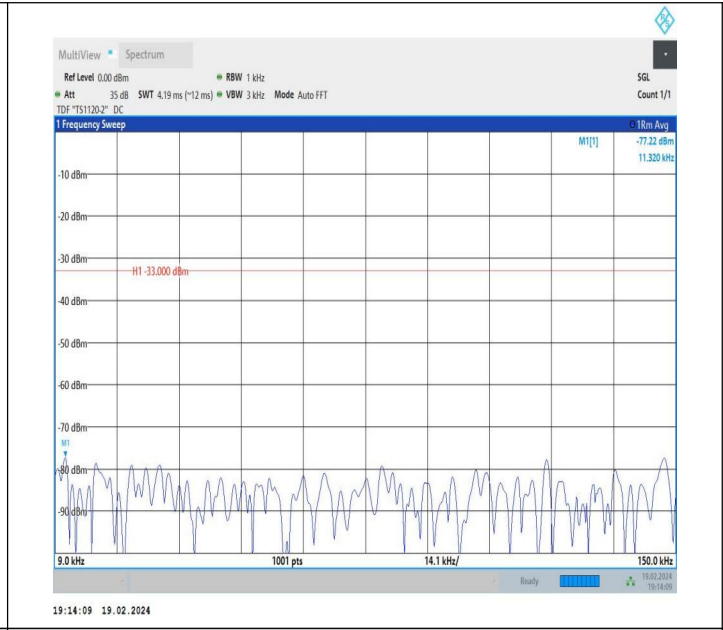 R S
MultiView Spectrum
Ref Level 0.00 dBm RBW 1 kHz SGL
Att 35 dB SWT 4.19 ms (~12 ms) VBW 3 kHz Mode Auto FFT Count 1/1
TDF "TS1120-2" DC
1 Frequency Sweep 1Rm Avg
M1[1] -77.22 dBm
11.320 kHz
-10 dBm
-20 dBm
-30 dBm
H1 -33.000 dBm
-40 dBm
-50 dBm
-60 dBm
-70 dBm
M1
-80 dBm
-90 dBm
9.0 kHz 1001 pts 14.1 kHz/ 150.0 kHz
Ready 19.02.2024
19:14:09
19:14:09 19.02.2024